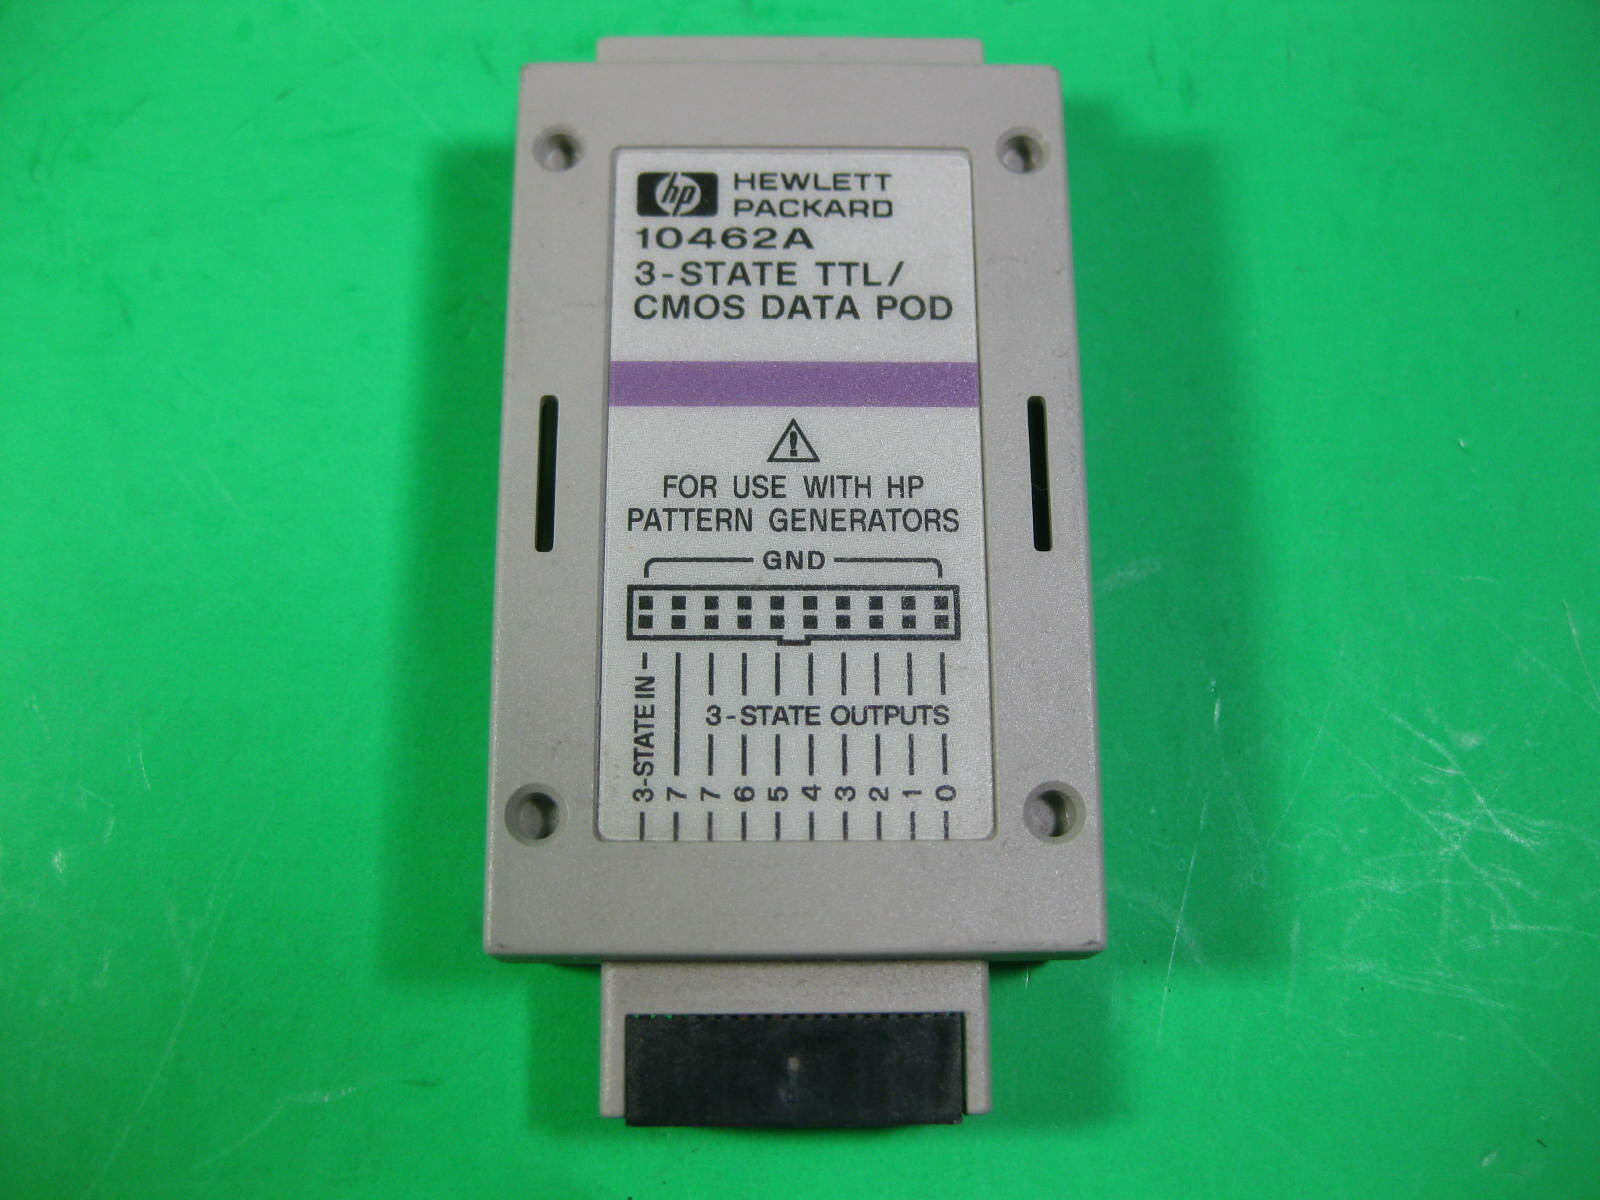 hp HEWLETT
PACKARD
10462A
3-STATE TTL/
CMOS DATA POD
FOR USE WITH HP
PATTERN GENERATORS
GND
3-STATE IN
3-STATE OUTPUTS
3 7 7 6 5 4 3 2 1 0